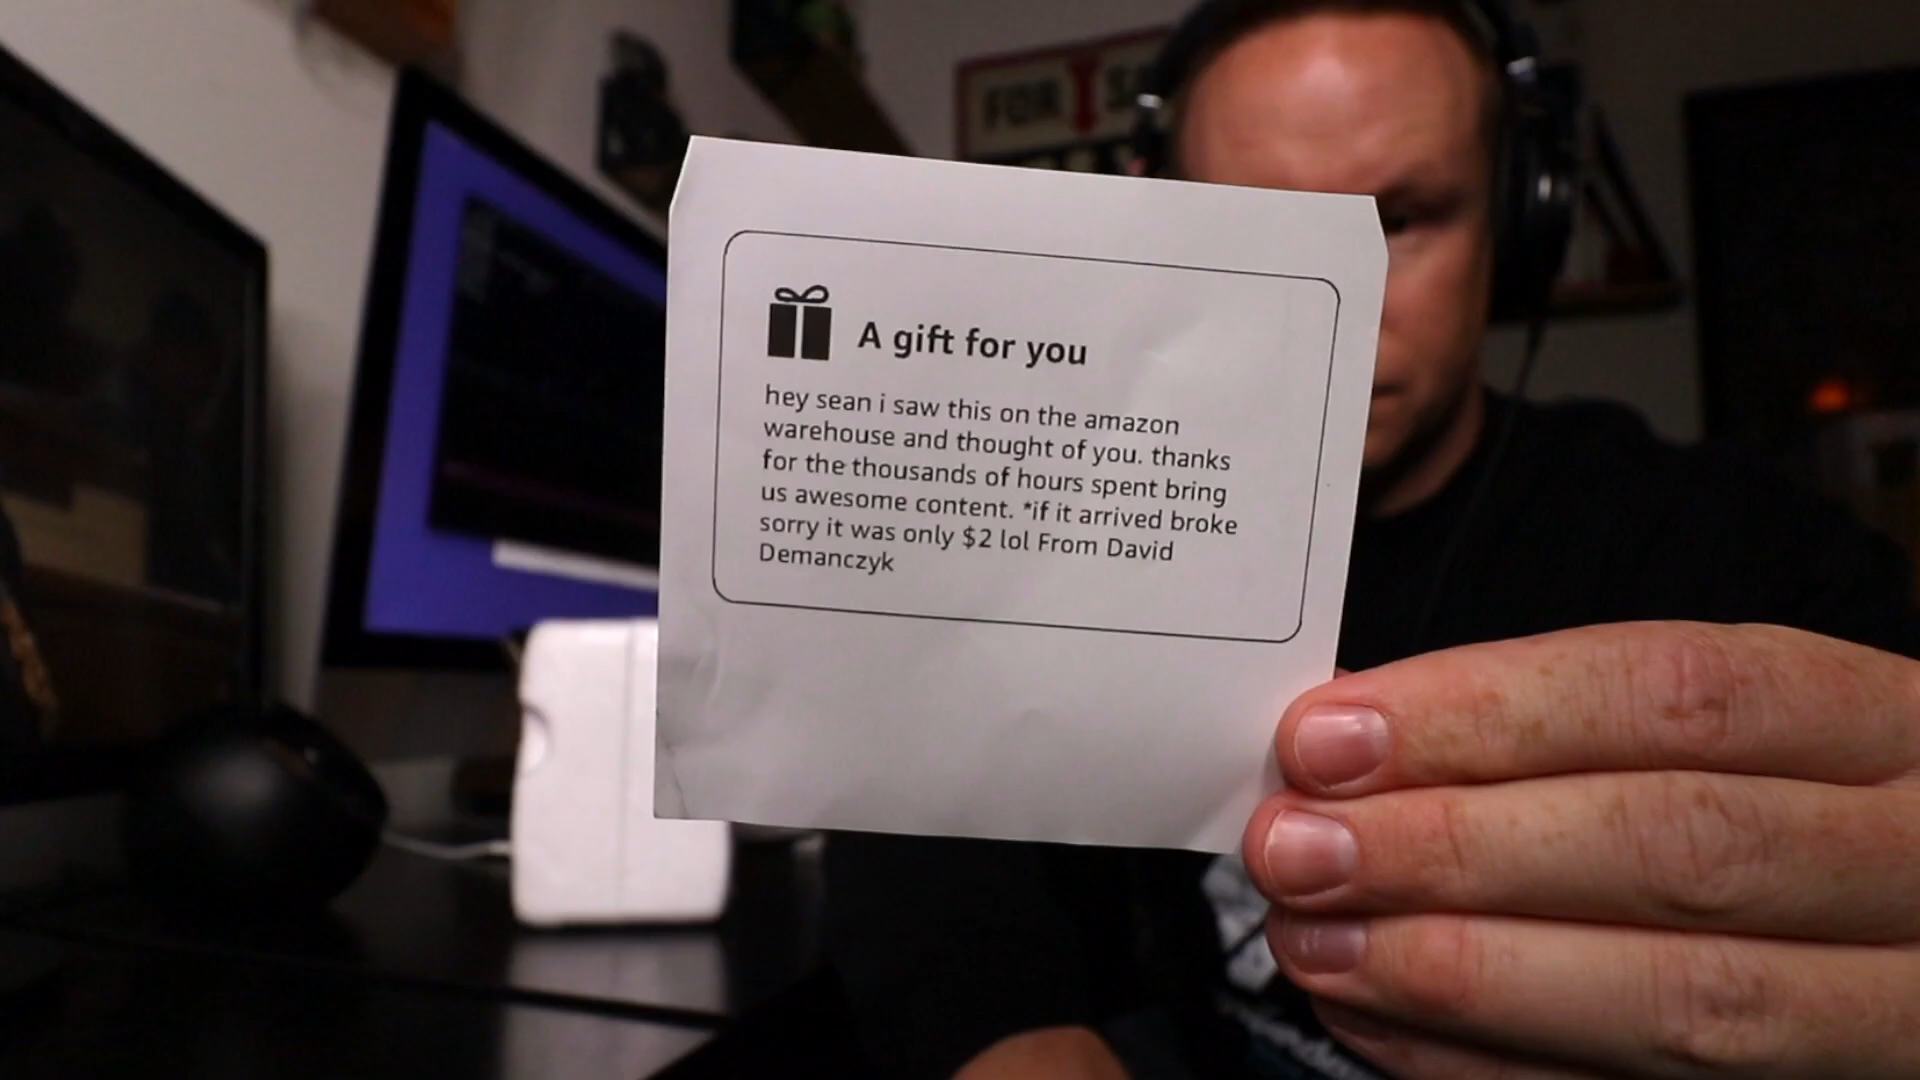 FOR
A gift for you
hey sean i saw this on the amazon
warehouse and thought of you. thanks
for the thousands of hours spent bring
us awesome content. *if it arrived broke
sorry it was only $2 lol From David
Demanczyk